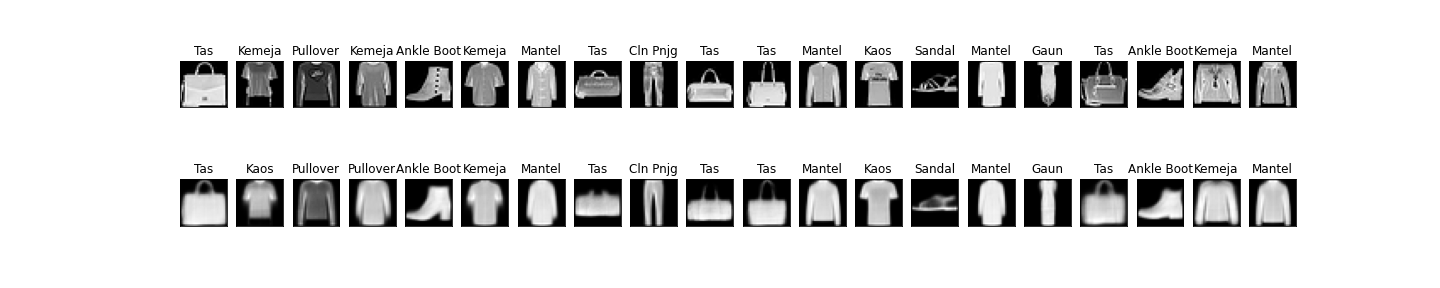 Tas Kemeja Pullover Kemeja Ankle Boot Kemeja Mantel Tas Cln Pnjg Tas Tas Mantel Kaos Sandal Mantel Gaun Tas Ankle Boot Kemeja Mantel
Tas Kaos Pullover Pullover Ankle Boot Kemeja Mantel Tas Cln Pnjg Tas Tas Mantel Kaos Sandal Mantel Gaun Tas Ankle Boot Kemeja Mantel